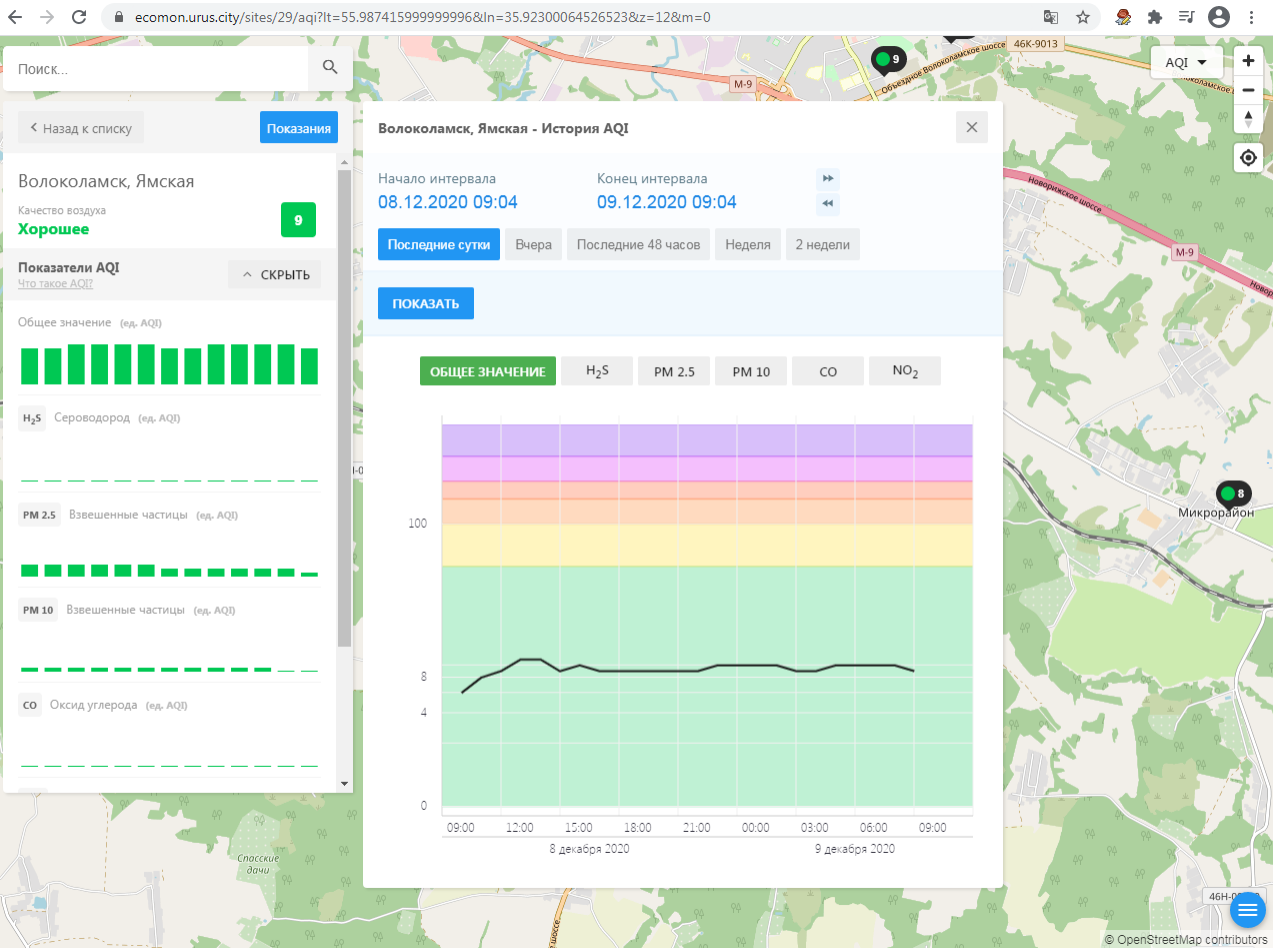 ecomon.urus.city/sites/29/aqi?lt=55.987415999999996&ln=35.92300064526523&z=12&m=0
Поиск...
9
Объездное Волоколамское шоссе
46К-9013
М-9
AQI
Назад к списку
Показания
Волоколамск, Ямская
Качество воздуха
Хорошее
9
Показатели AQI
Что такое AQI?
СКРЫТЬ
Общее значение (ед. AQI)
H2S Сероводород (ед. AQI)
PM 2.5 Взвешенные частицы (ед. AQI)
PM 10 Взвешенные частицы (ед. AQI)
CO Оксид углерода (ед. AQI)
Волоколамск, Ямская - История AQI
Начало интервала
08.12.2020 09:04
Конец интервала
09.12.2020 09:04
Последние сутки
Вчера
Последние 48 часов
Неделя
2 недели
ПОКАЗАТЬ
ОБЩЕЕ ЗНАЧЕНИЕ
H2S
PM 2.5
PM 10
CO
NO2
100
8
4
0
09:00 12:00 15:00 18:00 21:00 00:00 03:00 06:00 09:00
8 декабря 2020
9 декабря 2020
Новорижское шоссе
М-9
8
Микрорайон
Спасские
дачи
© OpenStreetMap contributors